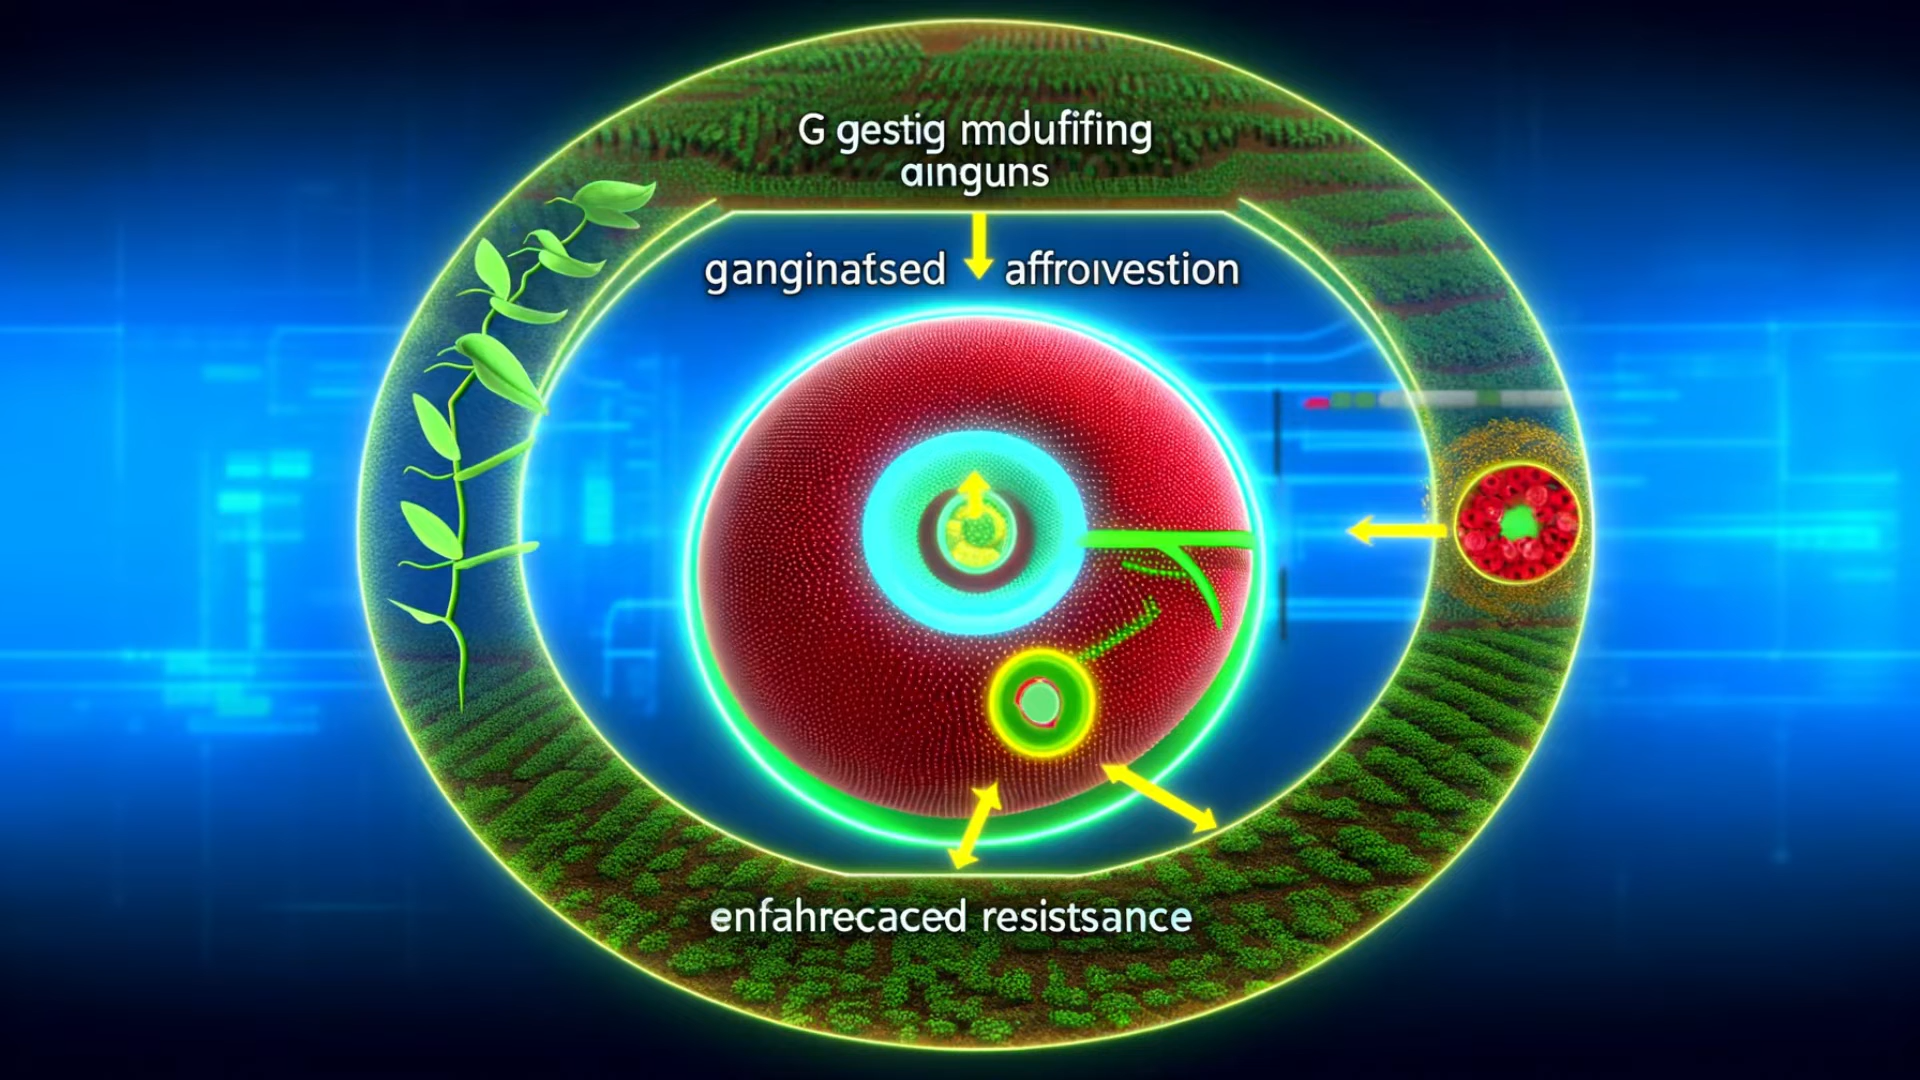 G gestig mdufifing
ainguns
ganginatsed affroivestion
enfahrecaced resistsance